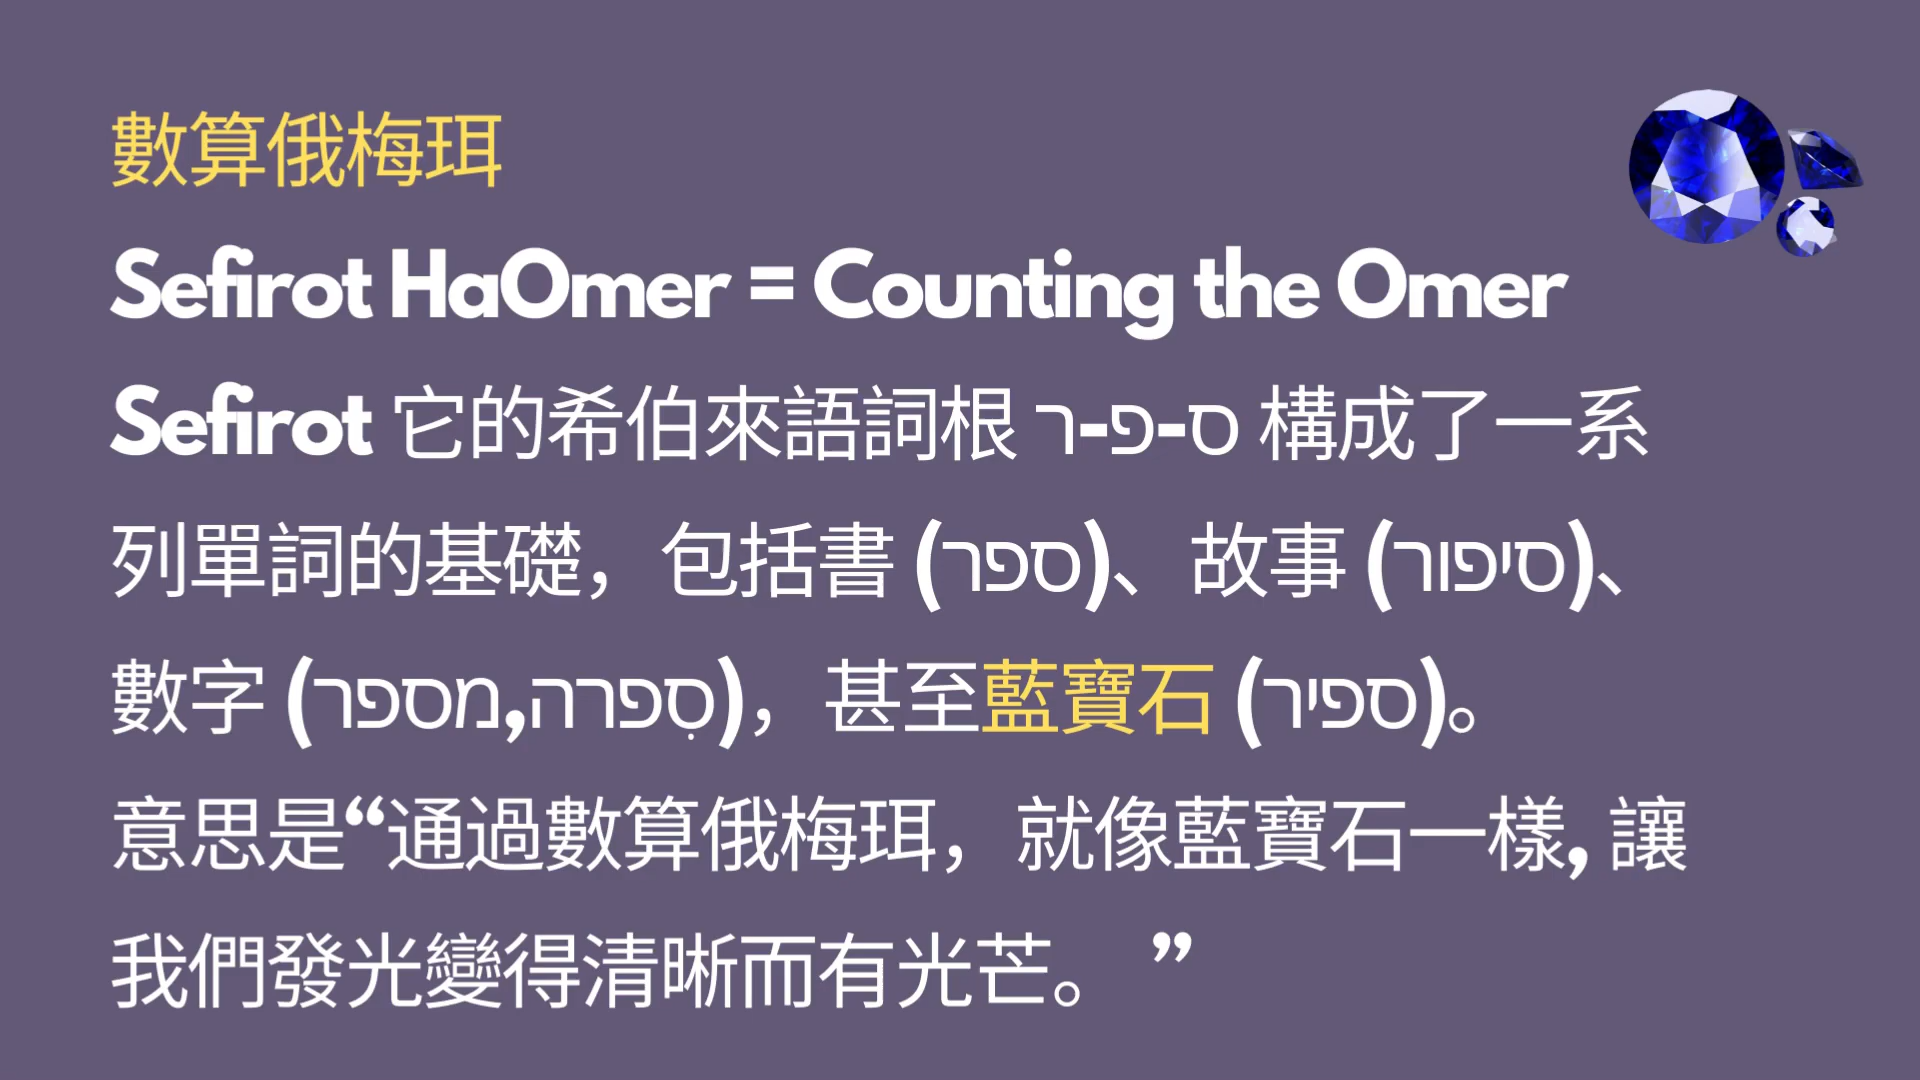 數算俄梅珥
Sefirot HaOmer = Counting the Omer
Sefirot 它的希伯來語詞根 ס-פ-ר 構成了一系
列單詞的基礎，包括書 (ספר)、故事 (סיפור)、
數字 (סִפרה,מספר)，甚至藍寶石 (ספיר)。
意思是“通過數算俄梅珥，就像藍寶石一樣, 讓
我們發光變得清晰而有光芒。”